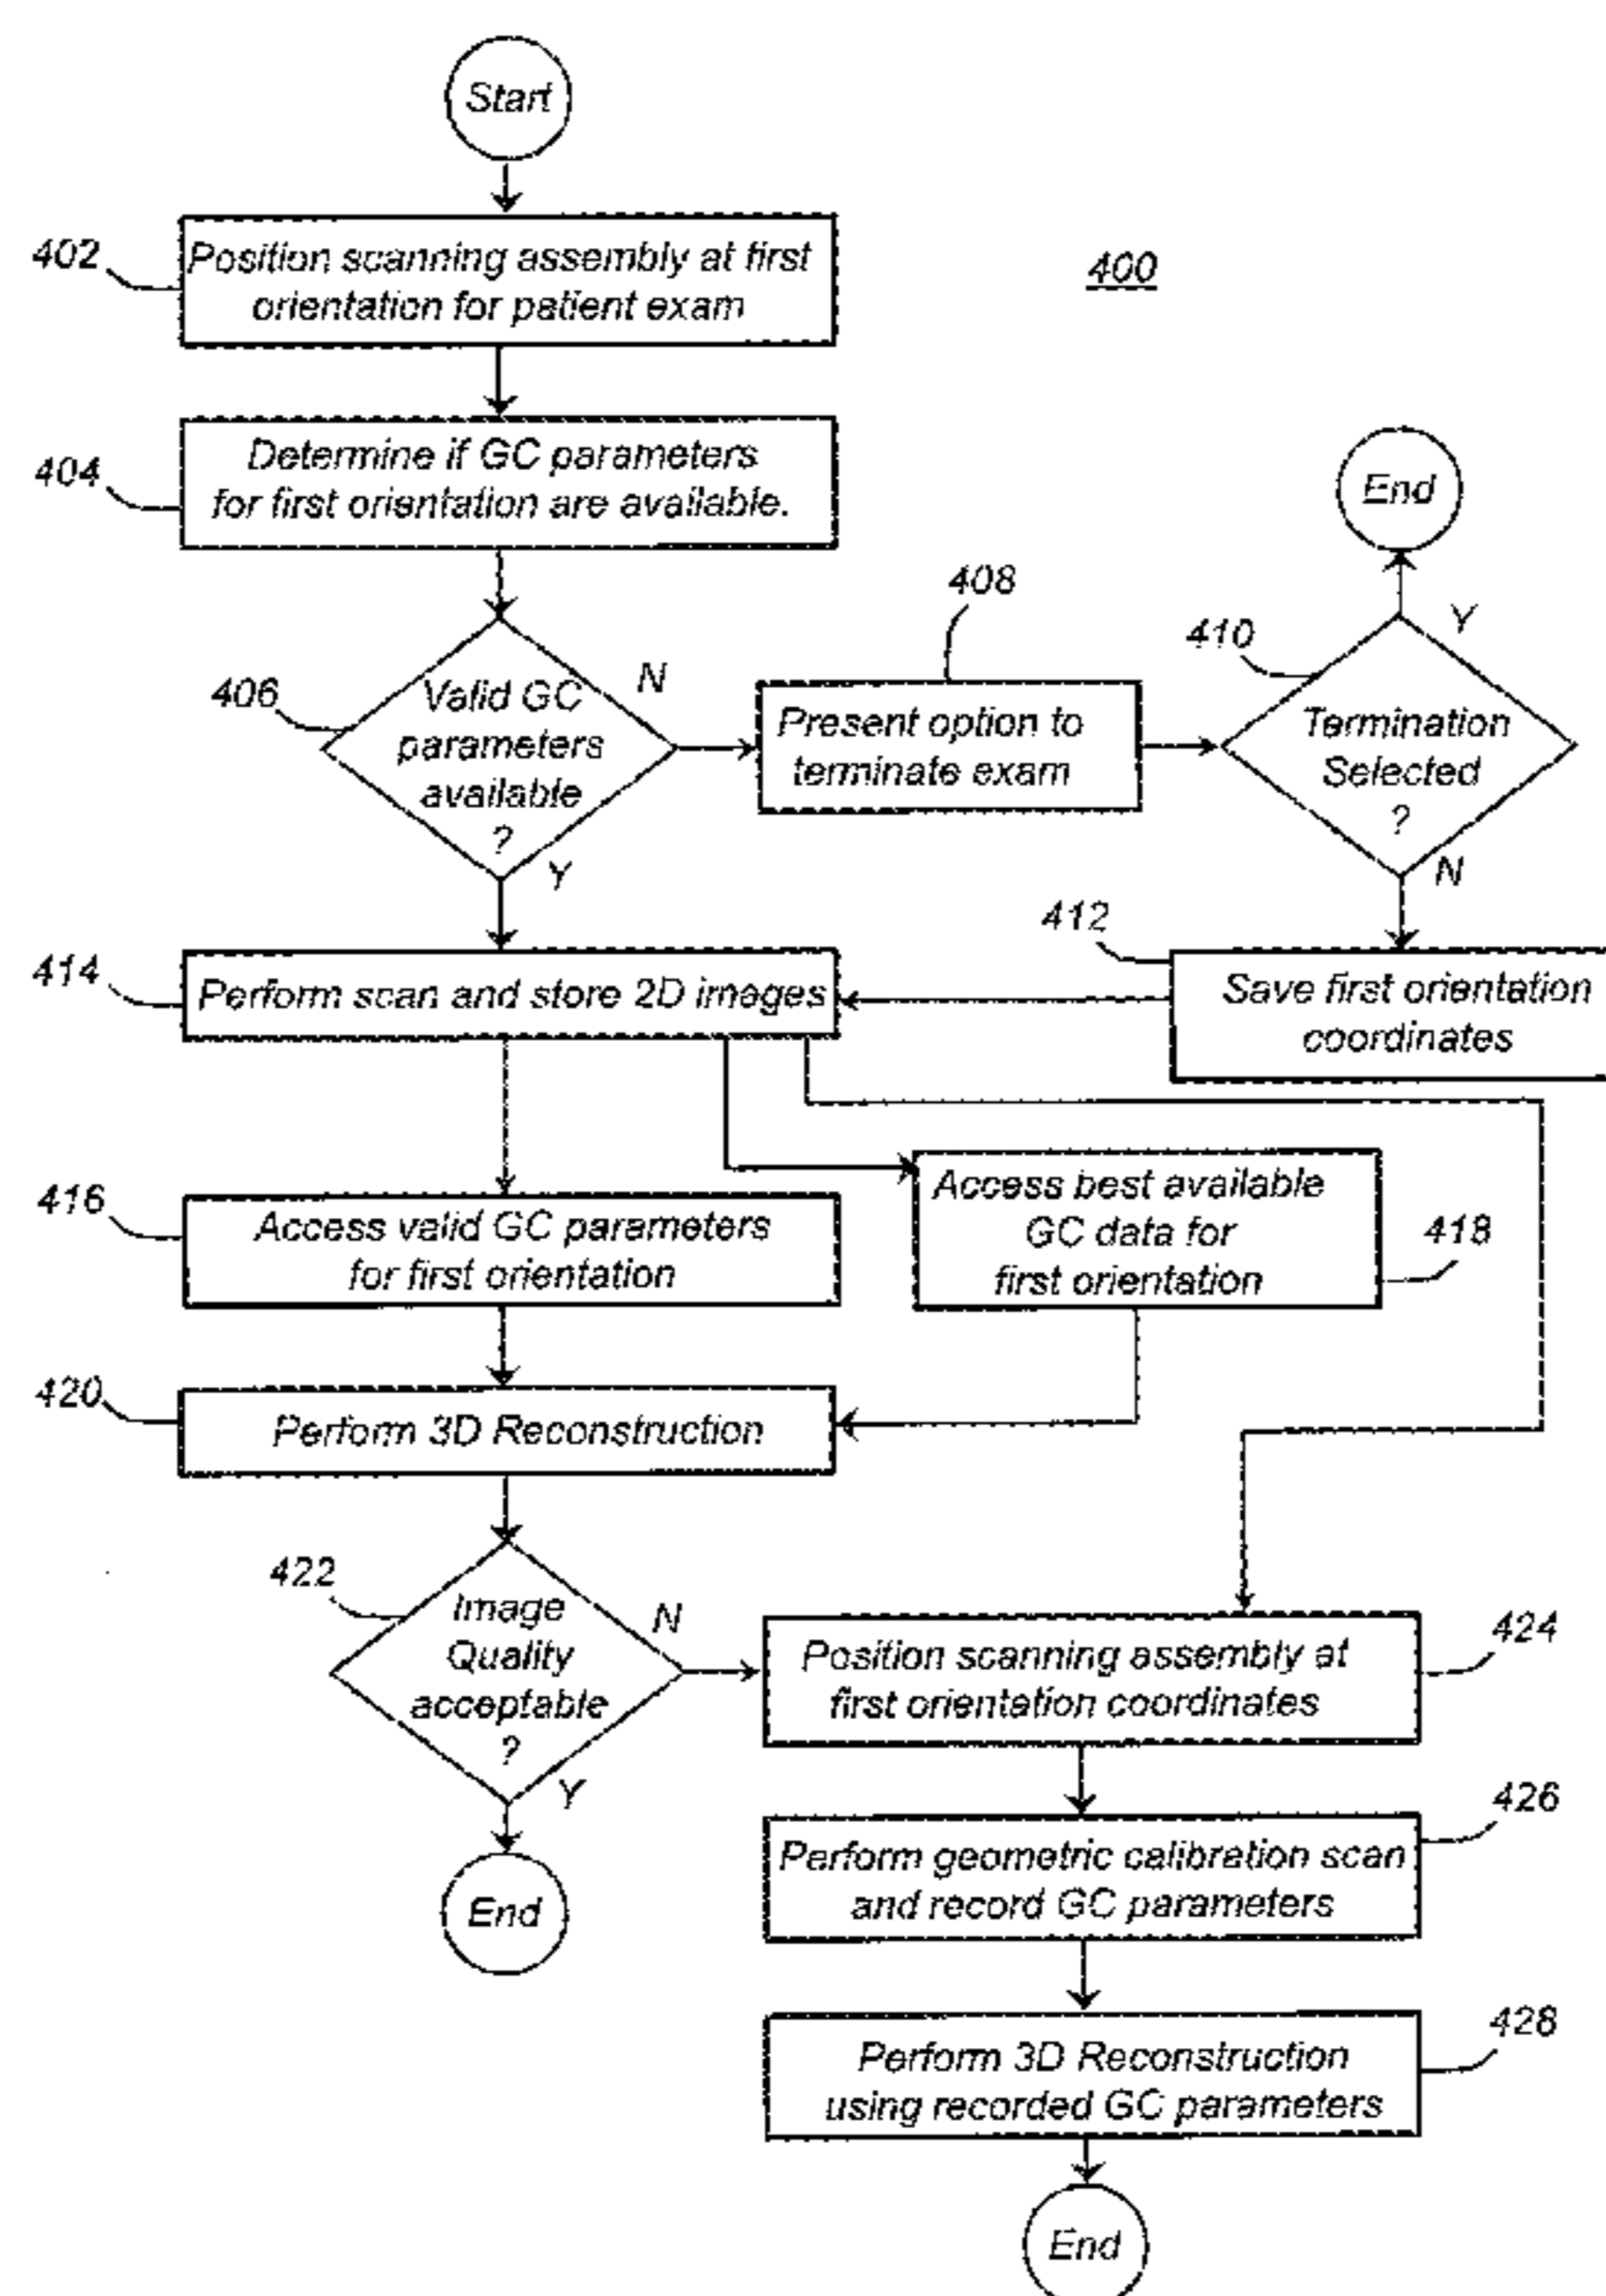 Start
402
Position scanning assembly at first
orientation for patient exam
400
404
Determine if GC parameters
for first orientation are available.
End
408
410
Y
406
Valid GC
parameters
available
?
N
Y
Present option to
terminate exam
Termination
Selected
?
N
412
414
Perform scan and store 2D images
Save first orientation
coordinates
416
Access valid GC parameters
for first orientation
Access best available
GC data for
first orientation
418
420
Perform 3D Reconstruction
422
Image
Quality
acceptable
?
N
Y
424
Position scanning assembly at
first orientation coordinates
426
Perform geometric calibration scan
and record GC parameters
End
428
Perform 3D Reconstruction
using recorded GC parameters
End